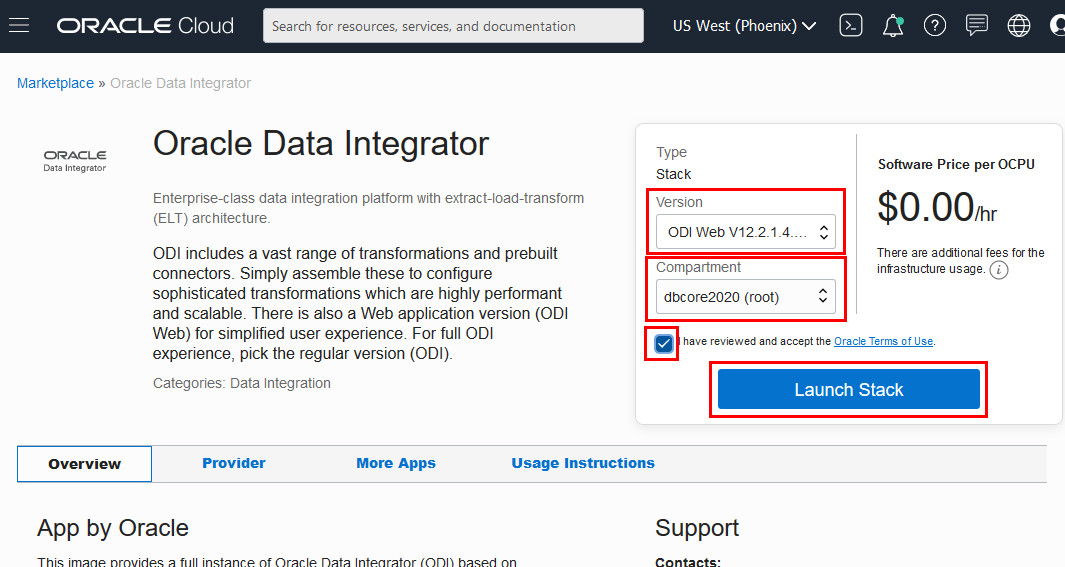 ORACLE Cloud
Search for resources, services, and documentation
US West (Phoenix)
Marketplace » Oracle Data Integrator
ORACLE
Data Integrator
Oracle Data Integrator
Enterprise-class data integration platform with extract-load-transform
(ELT) architecture.
ODI includes a vast range of transformations and prebuilt
connectors. Simply assemble these to configure
sophisticated transformations which are highly performant
and scalable. There is also a Web application version (ODI
Web) for simplified user experience. For full ODI
experience, pick the regular version (ODI).
Categories: Data Integration
Type
Stack
Version
ODI Web V12.2.1.4....
Compartment
dbcore2020 (root)
Software Price per OCPU
$0.00/hr
There are additional fees for the
infrastructure usage. i
I have reviewed and accept the Oracle Terms of Use.
Launch Stack
Overview
Provider
More Apps
Usage Instructions
App by Oracle
This image provides a full instance of Oracle Data Integrator (ODI) based on
Support
Contacts: